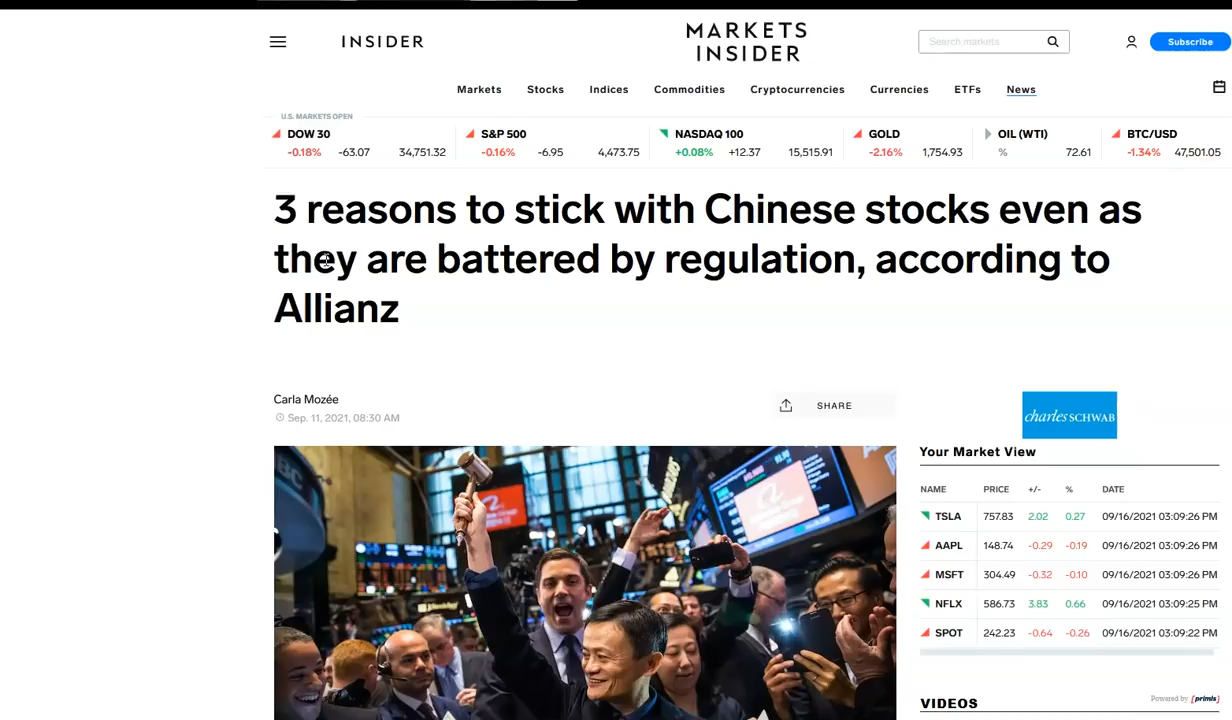 INSIDER
MARKETS
INSIDER
Search markets
Subscribe
Markets Stocks Indices Commodities Cryptocurrencies Currencies ETFs News
U.S. MARKETS OPEN
DOW 30 S&P 500 NASDAQ 100 GOLD OIL (WTI) BTC/USD
-0.18% -63.07 34,751.32 -0.16% -6.95 4,473.75 +0.08% +12.37 15,515.91 -2.16% 1,754.93 % 72.61 -1.34% 47,501.05
3 reasons to stick with Chinese stocks even as
they are battered by regulation, according to
Allianz
Carla Mozée
Sep. 11, 2021, 08:30 AM
SHARE
charles SCHWAB
Your Market View
NAME PRICE +/- % DATE
TSLA 757.83 2.02 0.27 09/16/2021 03:09:26 PM
AAPL 148.74 -0.29 -0.19 09/16/2021 03:09:26 PM
MSFT 304.49 -0.32 -0.10 09/16/2021 03:09:26 PM
NFLX 586.73 3.83 0.66 09/16/2021 03:09:25 PM
SPOT 242.23 -0.64 -0.26 09/16/2021 03:09:22 PM
VIDEOS
Powered by [primis]